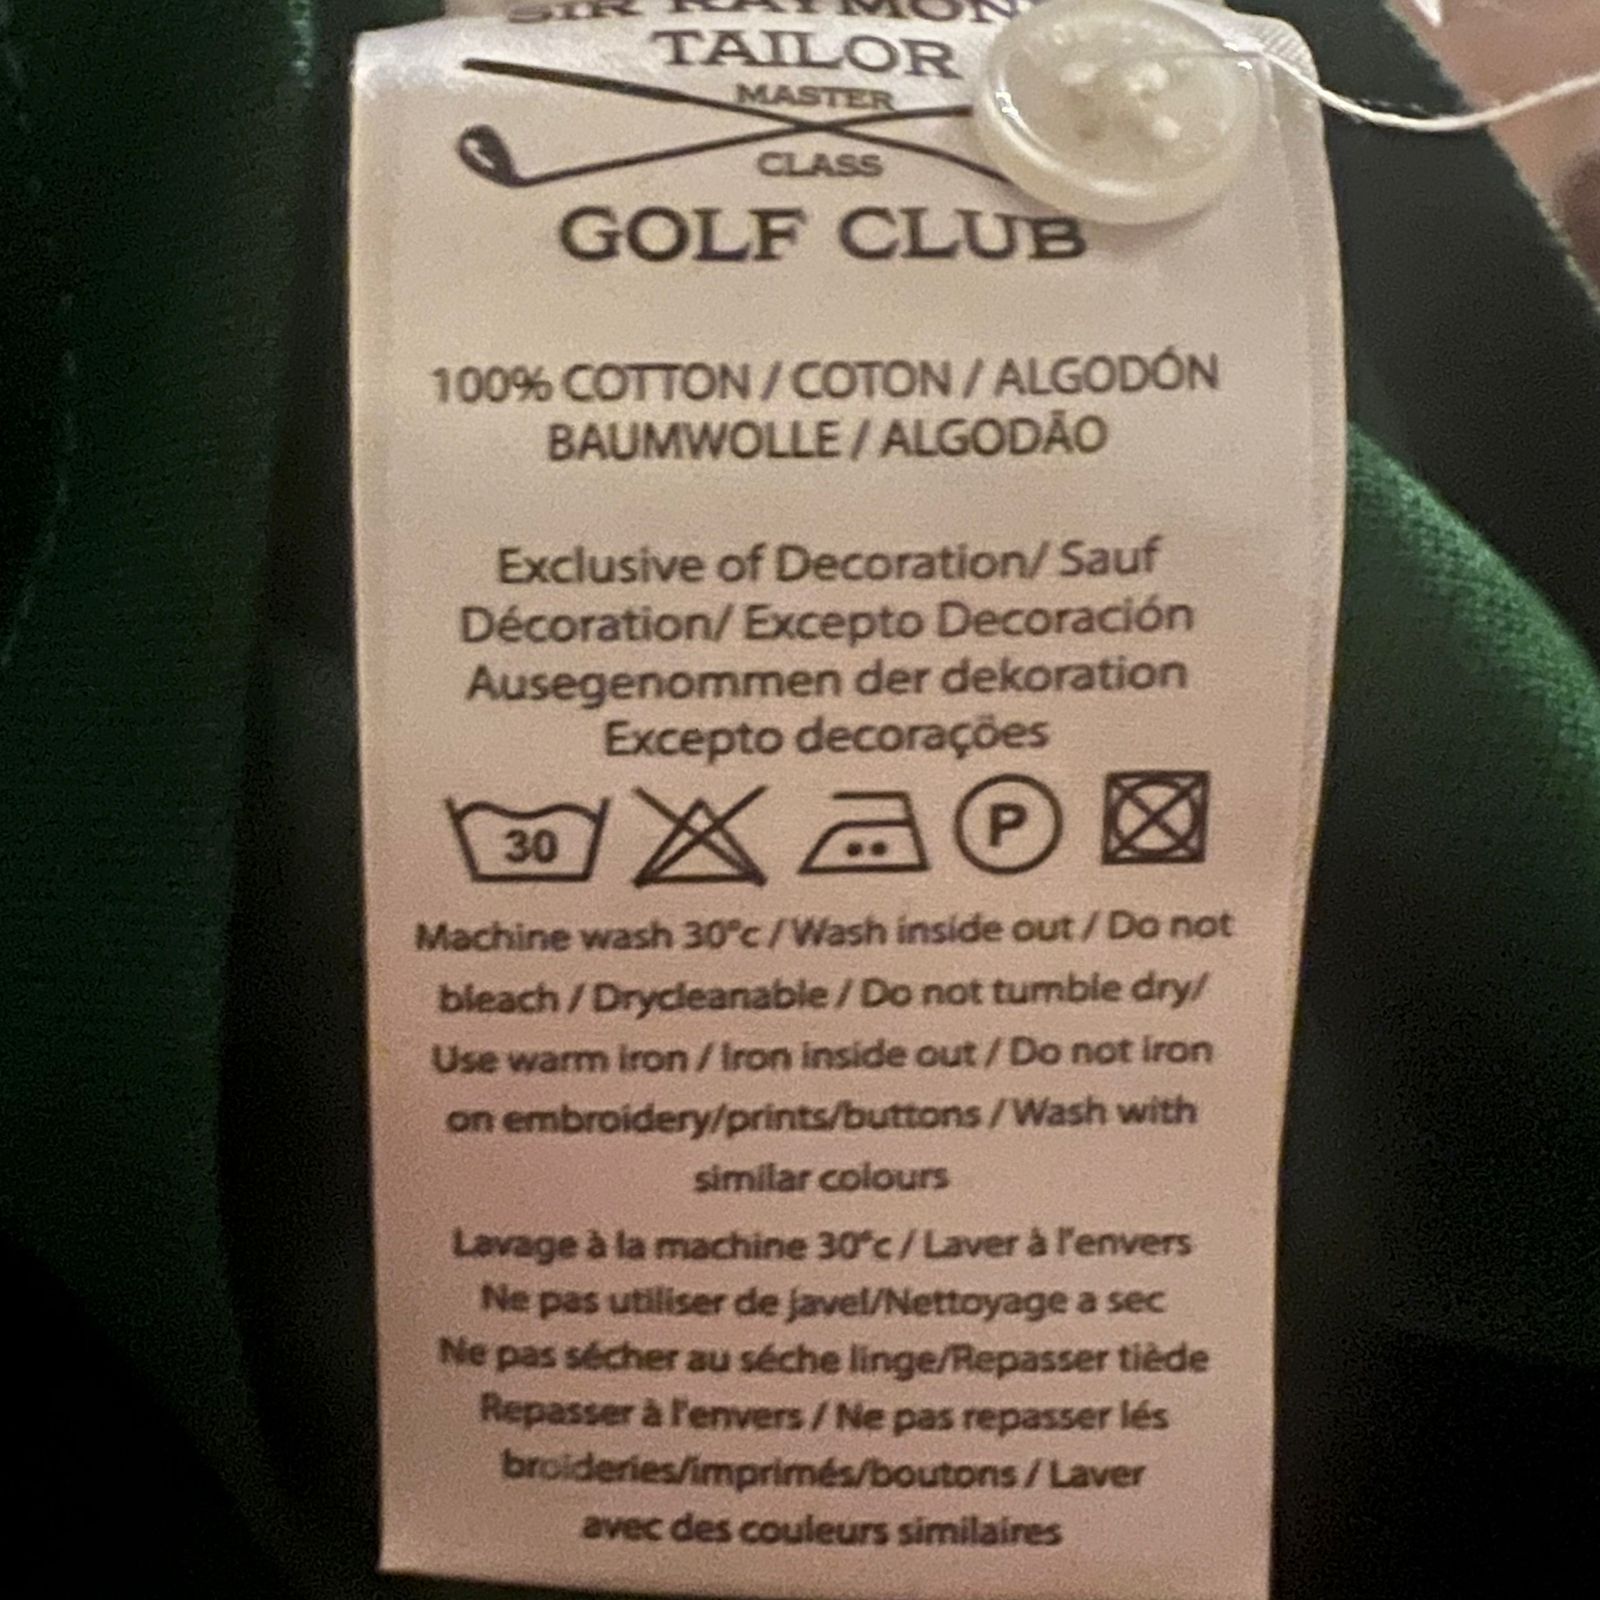 SIR RAYMOND
TAILOR
MASTER
CLASS
GOLF CLUB
100% COTTON / COTON / ALGODÓN
BAUMWOLLE / ALGODÃO
Exclusive of Decoration/ Sauf
Décoration/ Excepto Decoración
Ausegenommen der dekoration
Excepto decorações
30 P
Machine wash 30°c / Wash inside out / Do not
bleach / Drycleanable / Do not tumble dry/
Use warm iron / Iron inside out / Do not iron
on embroidery/prints/buttons / Wash with
similar colours
Lavage à la machine 30°c / Laver à l'envers
Ne pas utiliser de javel/Nettoyage a sec
Ne pas sécher au séche linge/Repasser tiède
Repasser à l'envers / Ne pas repasser lés
broideries/imprimés/boutons / Laver
avec des couleurs similaires